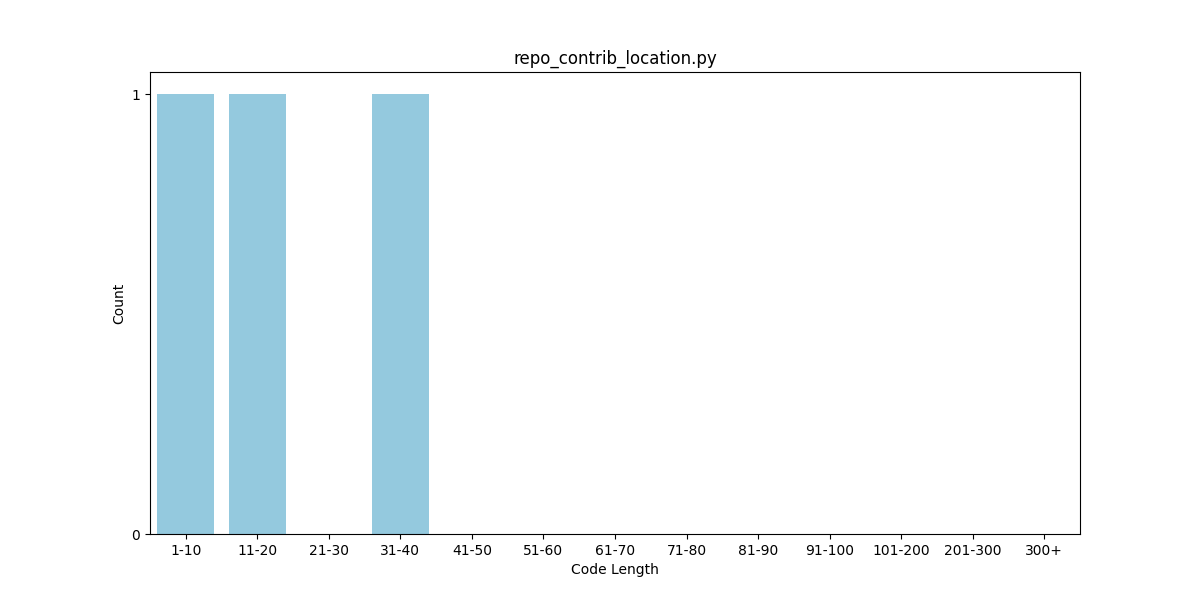 repo_contrib_location.py
1
0
Count
1-10 11-20 21-30 31-40 41-50 51-60 61-70 71-80 81-90 91-100 101-200 201-300 300+
Code Length